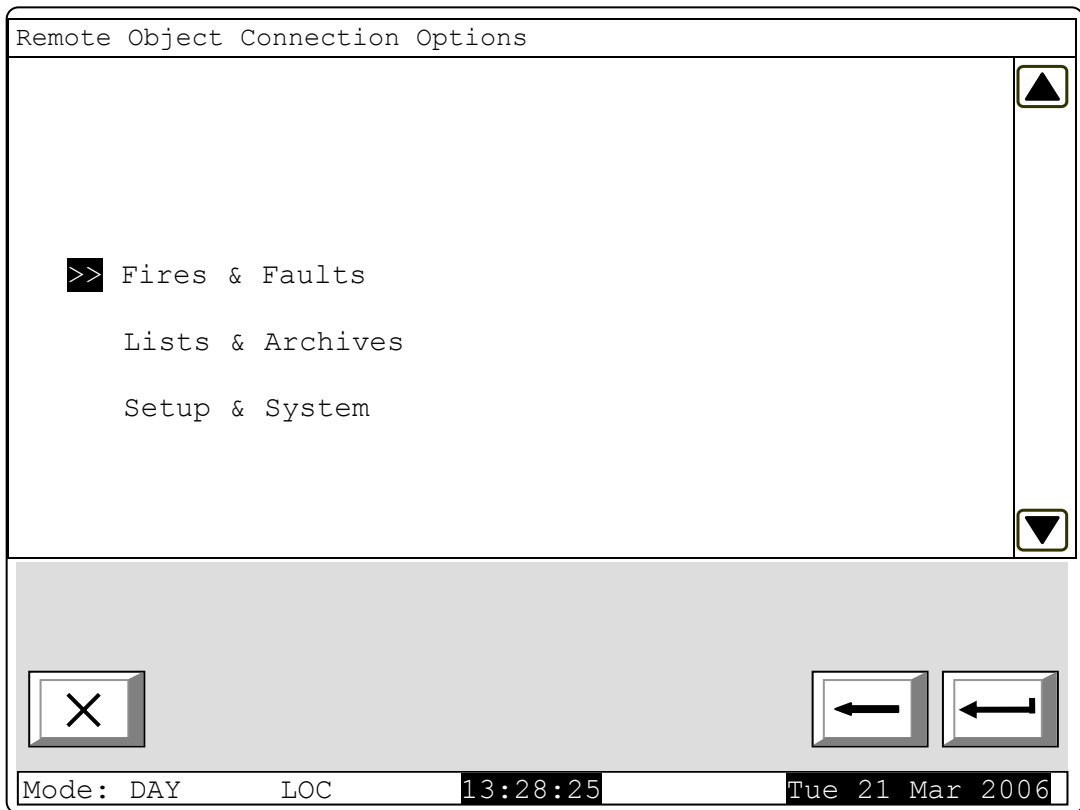 Remote Object Connection Options
>> Fires & Faults
Lists & Archives
Setup & System
Mode: DAY LOC 13:28:25 Tue 21 Mar 2006